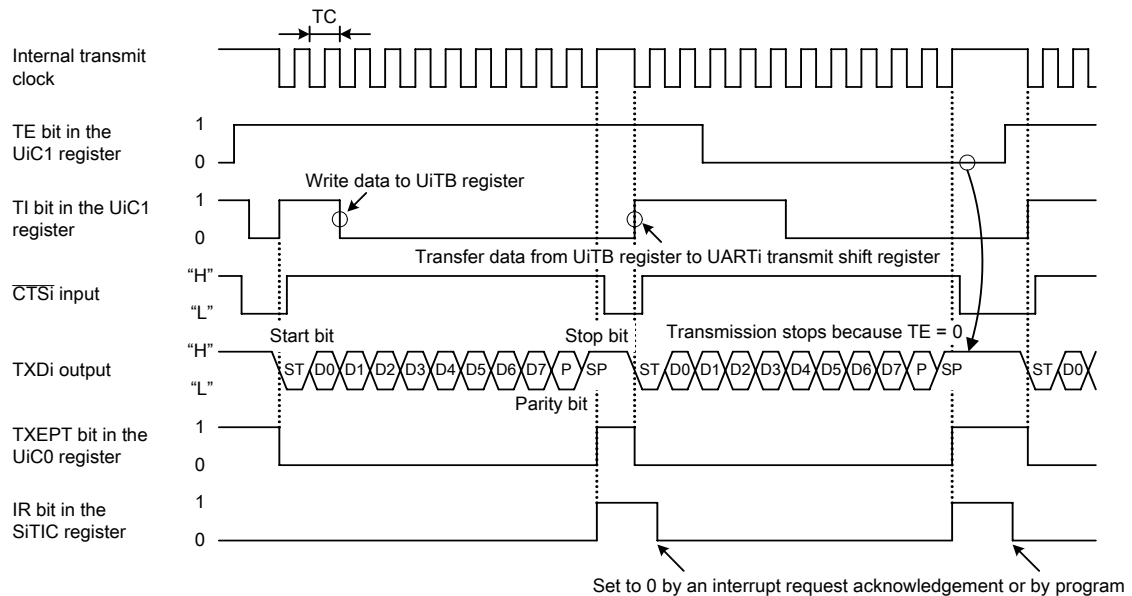 TC
Internal transmit
clock
TE bit in the
UiC1 register
1
0
Write data to UiTB register
TI bit in the UiC1
register
1
0
Transfer data from UiTB register to UARTi transmit shift register
CTSi input
“H”
“L”
Start bit
Stop bit
Transmission stops because TE = 0
TXDi output
“H”
“L”
ST D0 D1 D2 D3 D4 D5 D6 D7 P SP ST D0 D1 D2 D3 D4 D5 D6 D7 P SP ST D0
Parity bit
TXEPT bit in the
UiC0 register
1
0
IR bit in the
SiTIC register
1
0
Set to 0 by an interrupt request acknowledgement or by program